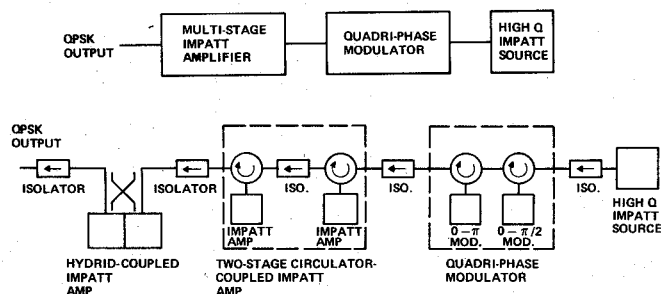 QPSK
OUTPUT
MULTI-STAGE
IMPATT
AMPLIFIER
QUADRI-PHASE
MODULATOR
HIGH Q
IMPATT
SOURCE
QPSK
OUTPUT
ISOLATOR
ISOLATOR
ISO.
ISO.
ISO.
IMPATT
AMP
IMPATT
AMP
0-π
MOD.
0-π/2
MOD.
HIGH Q
IMPATT
SOURCE
HYDRID-COUPLED
IMPATT
AMP
TWO-STAGE CIRCULATOR-
COUPLED IMPATT
AMP
QUADRI-PHASE
MODULATOR